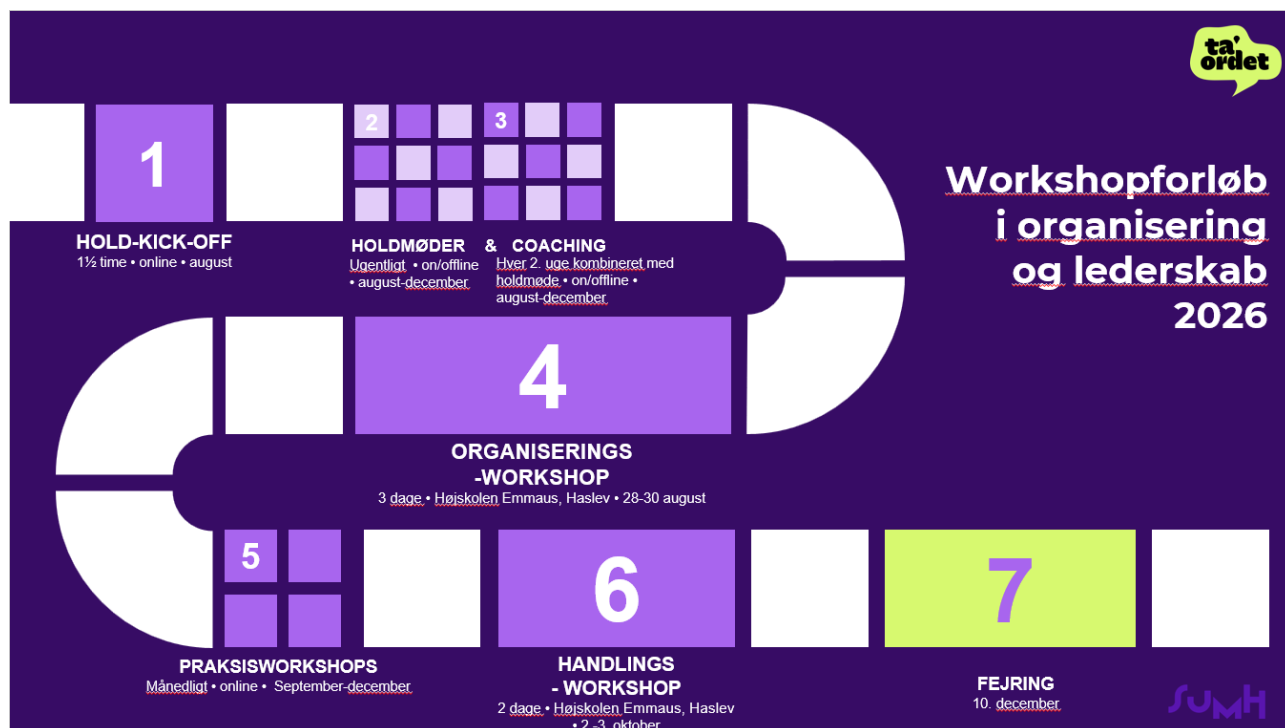 ta'
ordet
Workshopforløb
i organisering
og lederskab
2026
1
2
3
HOLD-KICK-OFF
1½ time • online • august
HOLDMØDER & COACHING
Ugentligt • on/offline
• august-december
Hver 2. uge kombineret med
holdmøde • on/offline •
august-december
4
ORGANISERINGS
-WORKSHOP
3 dage • Højskolen Emmaus, Haslev • 28-30 august
5
PRAKSISWORKSHOPS
Månedligt • online • September-december
6
HANDLINGS
- WORKSHOP
2 dage • Højskolen Emmaus, Haslev
• 2.-3. oktober
7
FEJRING
10. december
SUMH